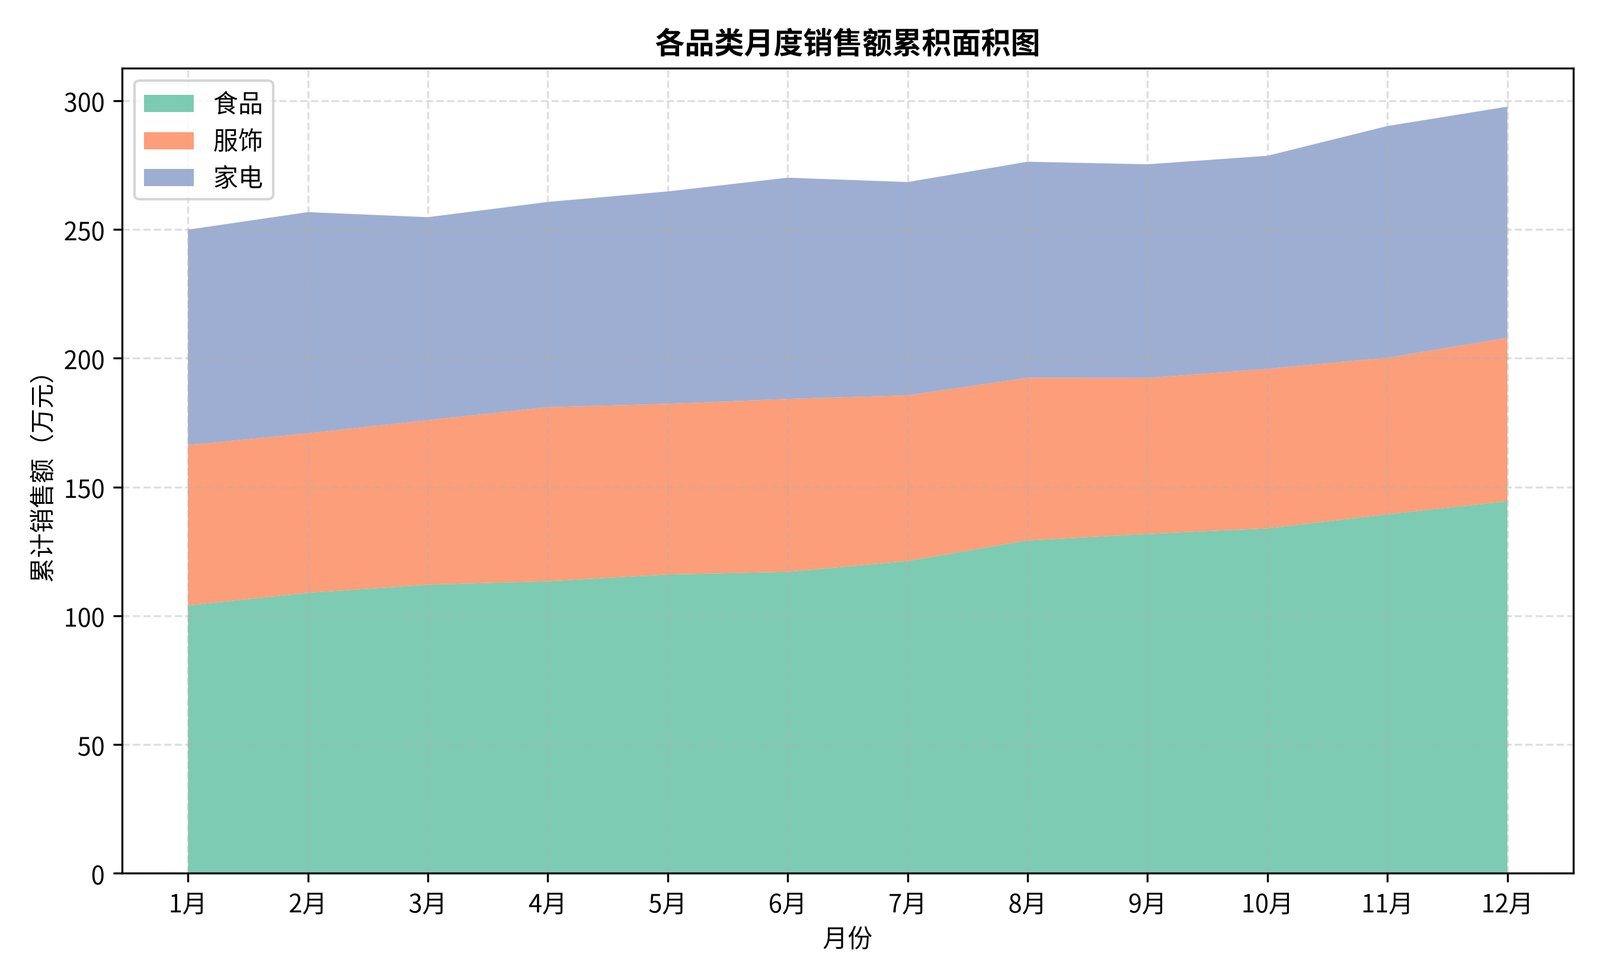 各品类月度销售额累积面积图
食品
服饰
家电
累计销售额（万元）
300
250
200
150
100
50
0
1月 2月 3月 4月 5月 6月 7月 8月 9月 10月 11月 12月
月份